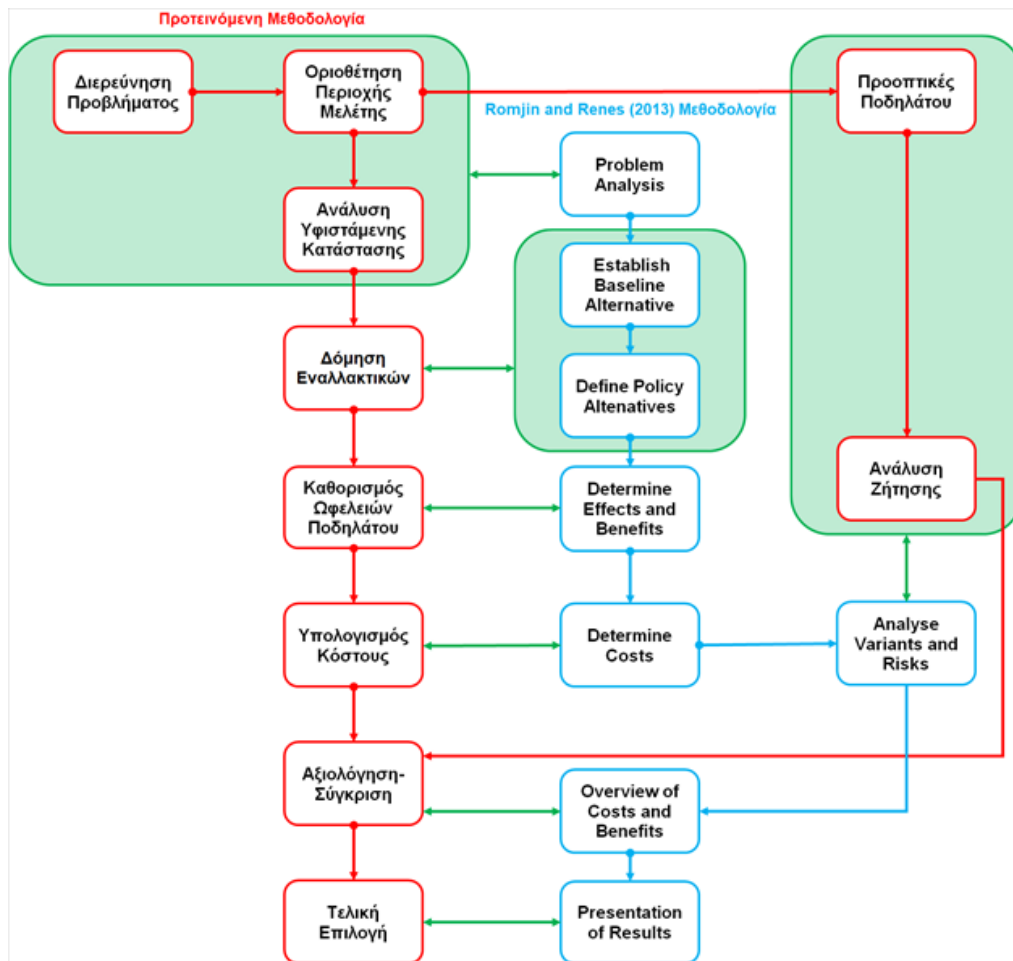 Προτεινόμενη Μεθοδολογία
Διερεύνηση
Προβλήματος
Οριοθέτηση
Περιοχής
Μελέτης
Προοπτικές
Ποδηλάτου
Romjin and Renes (2013) Μεθοδολογία
Problem
Analysis
Ανάλυση
Υφιστάμενης
Κατάστασης
Establish
Baseline
Alternative
Δόμηση
Εναλλακτικών
Define Policy
Altenatives
Ανάλυση
Ζήτησης
Καθορισμός
Ωφελειών
Ποδηλάτου
Determine
Effects and
Benefits
Υπολογισμός
Κόστους
Determine
Costs
Analyse
Variants and
Risks
Αξιολόγηση-
Σύγκριση
Overview of
Costs and
Benefits
Τελική
Επιλογή
Presentation
of Results